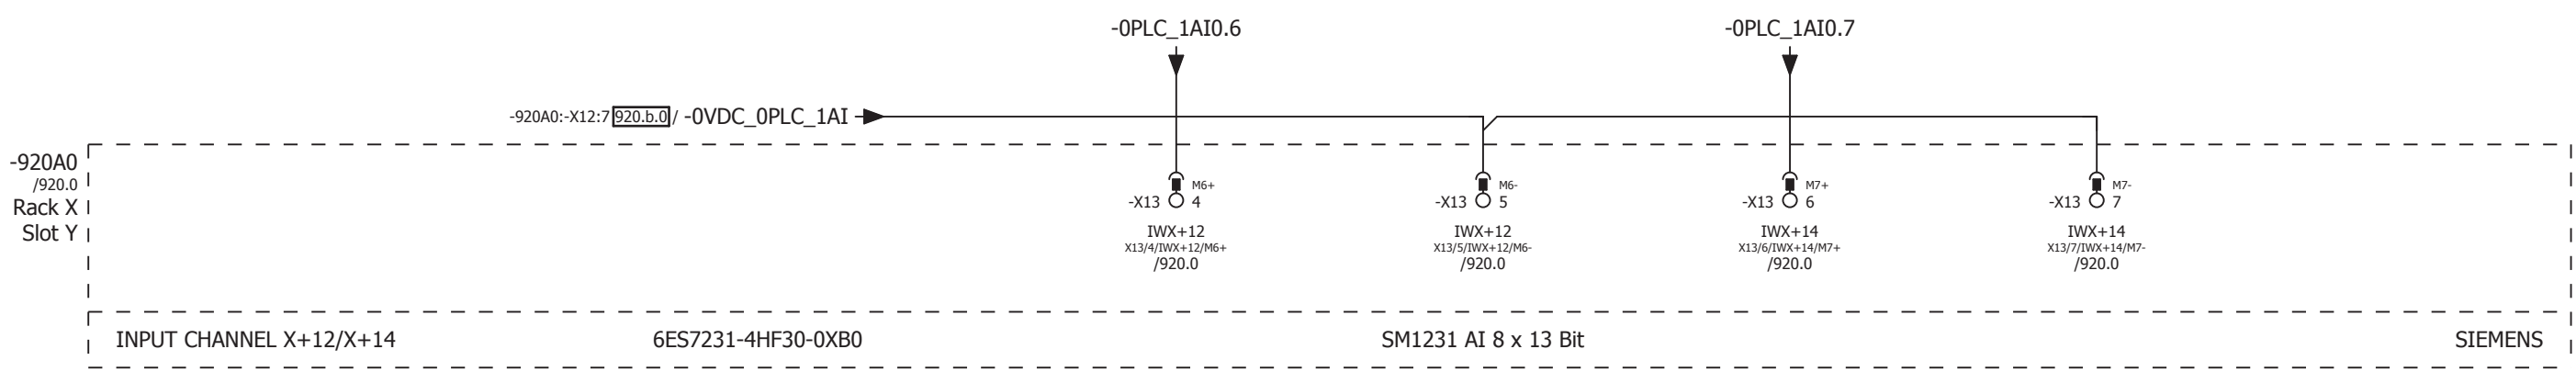 -0PLC_1AI0.6
-0PLC_1AI0.7
-920A0:-X12:7 920.b.0 / -0VDC_0PLC_1AI
-920A0
/920.0
Rack X
Slot Y
M6+
-X13 4
IWX+12
X13/4/IWX+12/M6+
/920.0
M6-
-X13 5
IWX+12
X13/5/IWX+12/M6-
/920.0
M7+
-X13 6
IWX+14
X13/6/IWX+14/M7+
/920.0
M7-
-X13 7
IWX+14
X13/7/IWX+14/M7-
/920.0
INPUT CHANNEL X+12/X+14
6ES7231-4HF30-0XB0
SM1231 AI 8 x 13 Bit
SIEMENS